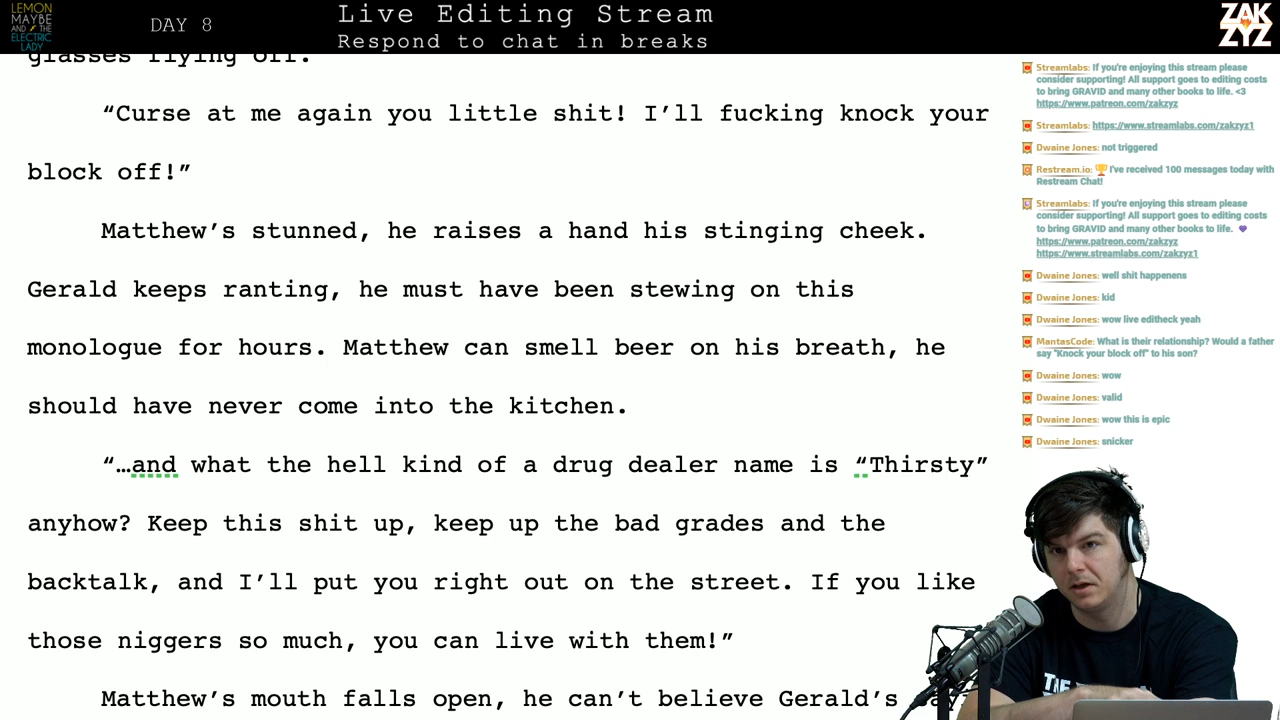 LEMON
MAYBE
AND THE
ELECTRIC
LADY
DAY 8
Live Editing Stream
Respond to chat in breaks
ZAK
ZYZ
glasses flying off.
“Curse at me again you little shit! I’ll fucking knock your
block off!”
Matthew’s stunned, he raises a hand his stinging cheek.
Gerald keeps ranting, he must have been stewing on this
monologue for hours. Matthew can smell beer on his breath, he
should have never come into the kitchen.
“…and what the hell kind of a drug dealer name is “Thirsty”
anyhow? Keep this shit up, keep up the bad grades and the
backtalk, and I’ll put you right out on the street. If you like
those niggers so much, you can live with them!”
Matthew’s mouth falls open, he can’t believe Gerald’s
Streamlabs: If you're enjoying this stream please
consider supporting! All support goes to editing costs
to bring GRAVID and many other books to life. <3
https://www.patreon.com/zakzyz
Streamlabs: https://www.streamlabs.com/zakzyz1
Dwaine Jones: not triggered
Restream.io: 🏆 I've received 100 messages today with
Restream Chat!
Streamlabs: If you're enjoying this stream please
consider supporting! All support goes to editing costs
to bring GRAVID and many other books to life. 💜
https://www.patreon.com/zakzyz
https://www.streamlabs.com/zakzyz1
Dwaine Jones: well shit happenens
Dwaine Jones: kid
Dwaine Jones: wow live editheck yeah
MantasCode: What is their relationship? Would a father
say "Knock your block off" to his son?
Dwaine Jones: wow
Dwaine Jones: valid
Dwaine Jones: wow this is epic
Dwaine Jones: snicker